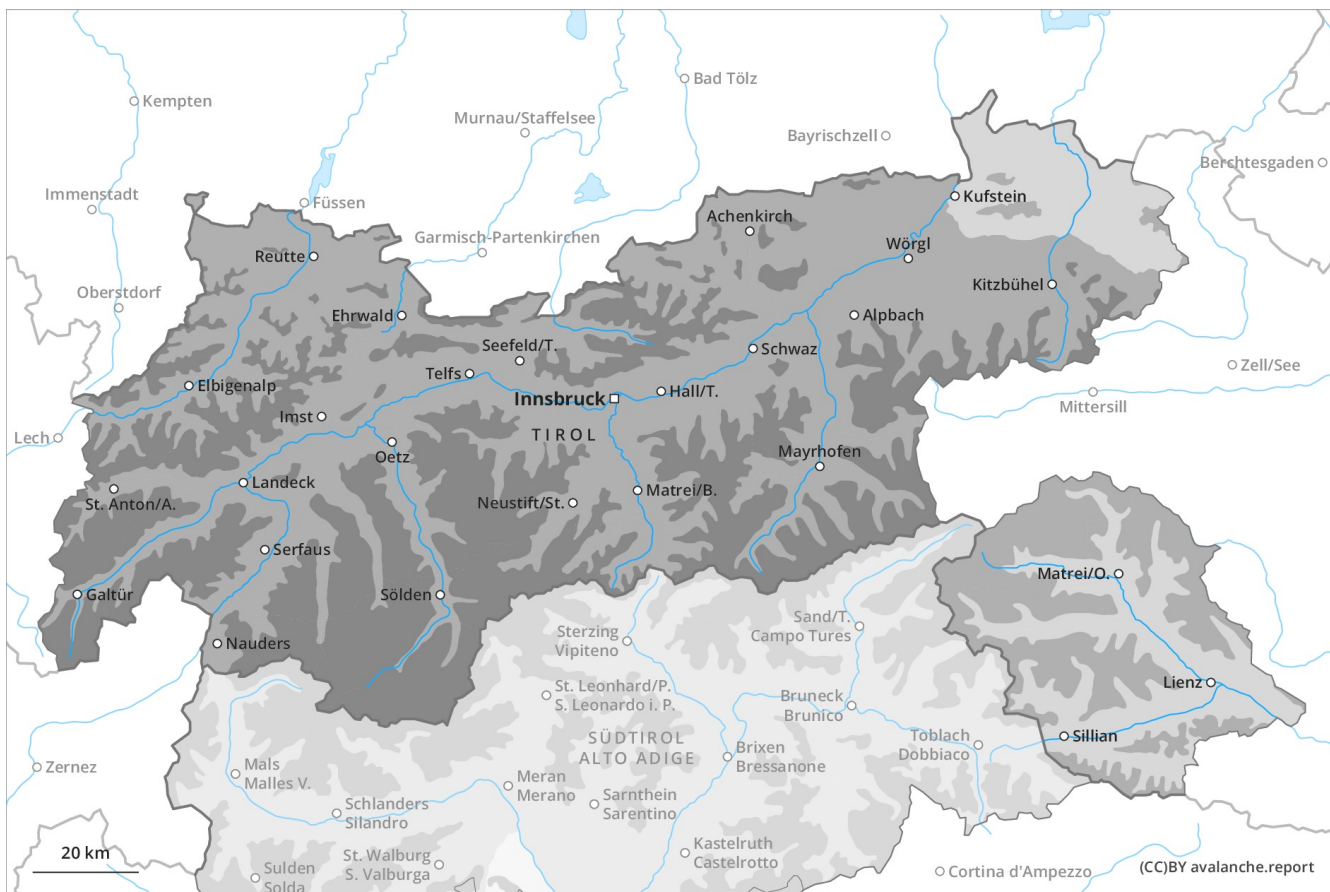 Bad Tölz
Kempten
Murnau/Staffelsee
Bayrischzell
Berchtesgaden
Immenstadt
Füssen
Kufstein
Achenkirch
Garmisch-Partenkirchen
Wörgl
Reutte
Kitzbühel
Oberstdorf
Ehrwald
Alpbach
Seefeld/T.
Schwaz
Zell/See
Telfs
Elbigenalp
Hall/T.
Innsbruck
Mittersill
Imst
TIROL
Lech
Oetz
Mayrhofen
Landeck
Matrei/B.
St. Anton/A.
Neustift/St.
Serfaus
Matrei/O.
Galtür
Sölden
Sand/T.
Campo Tures
Sterzing
Vipiteno
Nauders
Lienz
St. Leonhard/P.
S. Leonardo i. P.
Bruneck
Brunico
Sillian
SÜDTIROL
ALTO ADIGE
Toblach
Dobbiaco
Brixen
Bressanone
Zernez
Mals
Malles V.
Meran
Merano
Sarnthein
Sarentino
Schlanders
Silandro
20 km
St. Walburg
S. Valburga
Kastelruth
Castelrotto
Sulden
Solda
Cortina d'Ampezzo
(CC)BY avalanche.report